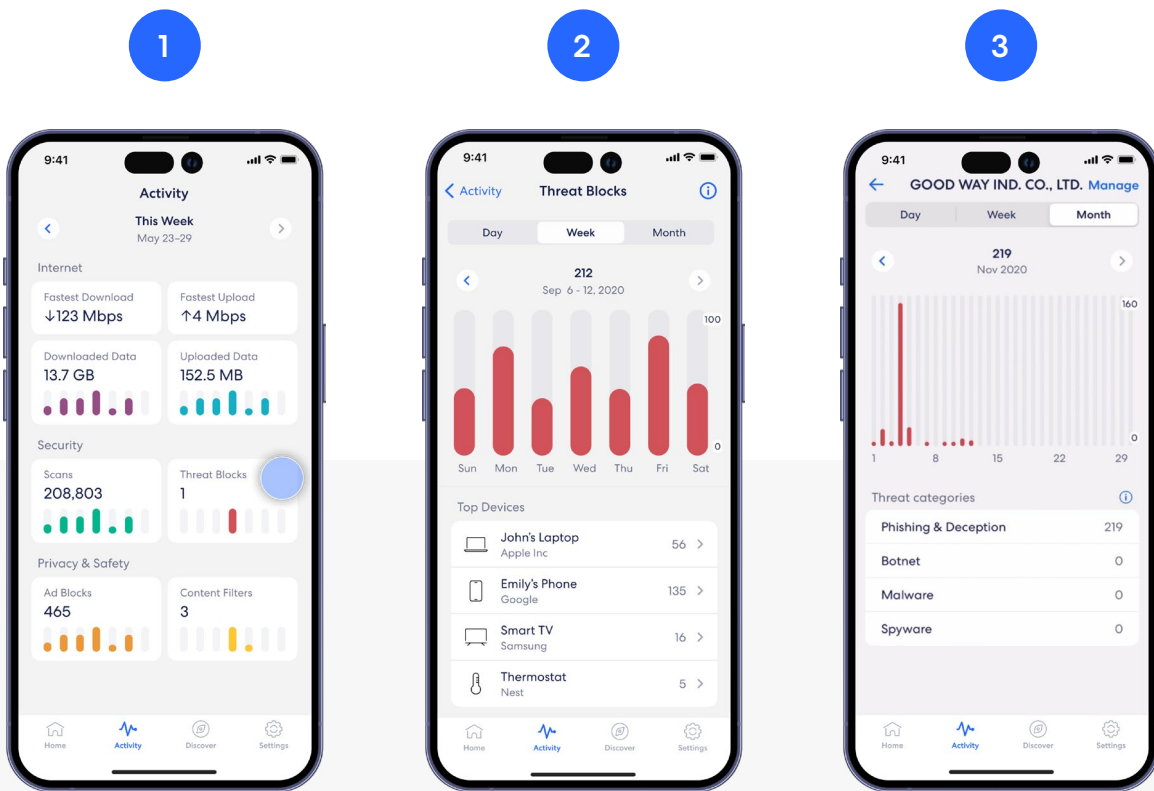 1
2
3
9:41
Activity
This Week
May 23–29
Internet
Fastest Download
↓123 Mbps
Fastest Upload
↑4 Mbps
Downloaded Data
13.7 GB
Uploaded Data
152.5 MB
Security
Scans
208,803
Threat Blocks
1
Privacy & Safety
Ad Blocks
465
Content Filters
3
Home
Activity
Discover
Settings
9:41
Activity
Threat Blocks
Day
Week
Month
212
Sep 6 - 12, 2020
100
0
Sun
Mon
Tue
Wed
Thu
Fri
Sat
Top Devices
John's Laptop
Apple Inc
56
Emily's Phone
Google
135
Smart TV
Samsung
16
Thermostat
Nest
5
Home
Activity
Discover
Settings
9:41
GOOD WAY IND. CO., LTD.
Manage
Day
Week
Month
219
Nov 2020
160
0
1
8
15
22
29
Threat categories
Phishing & Deception
219
Botnet
0
Malware
0
Spyware
0
Home
Activity
Discover
Settings